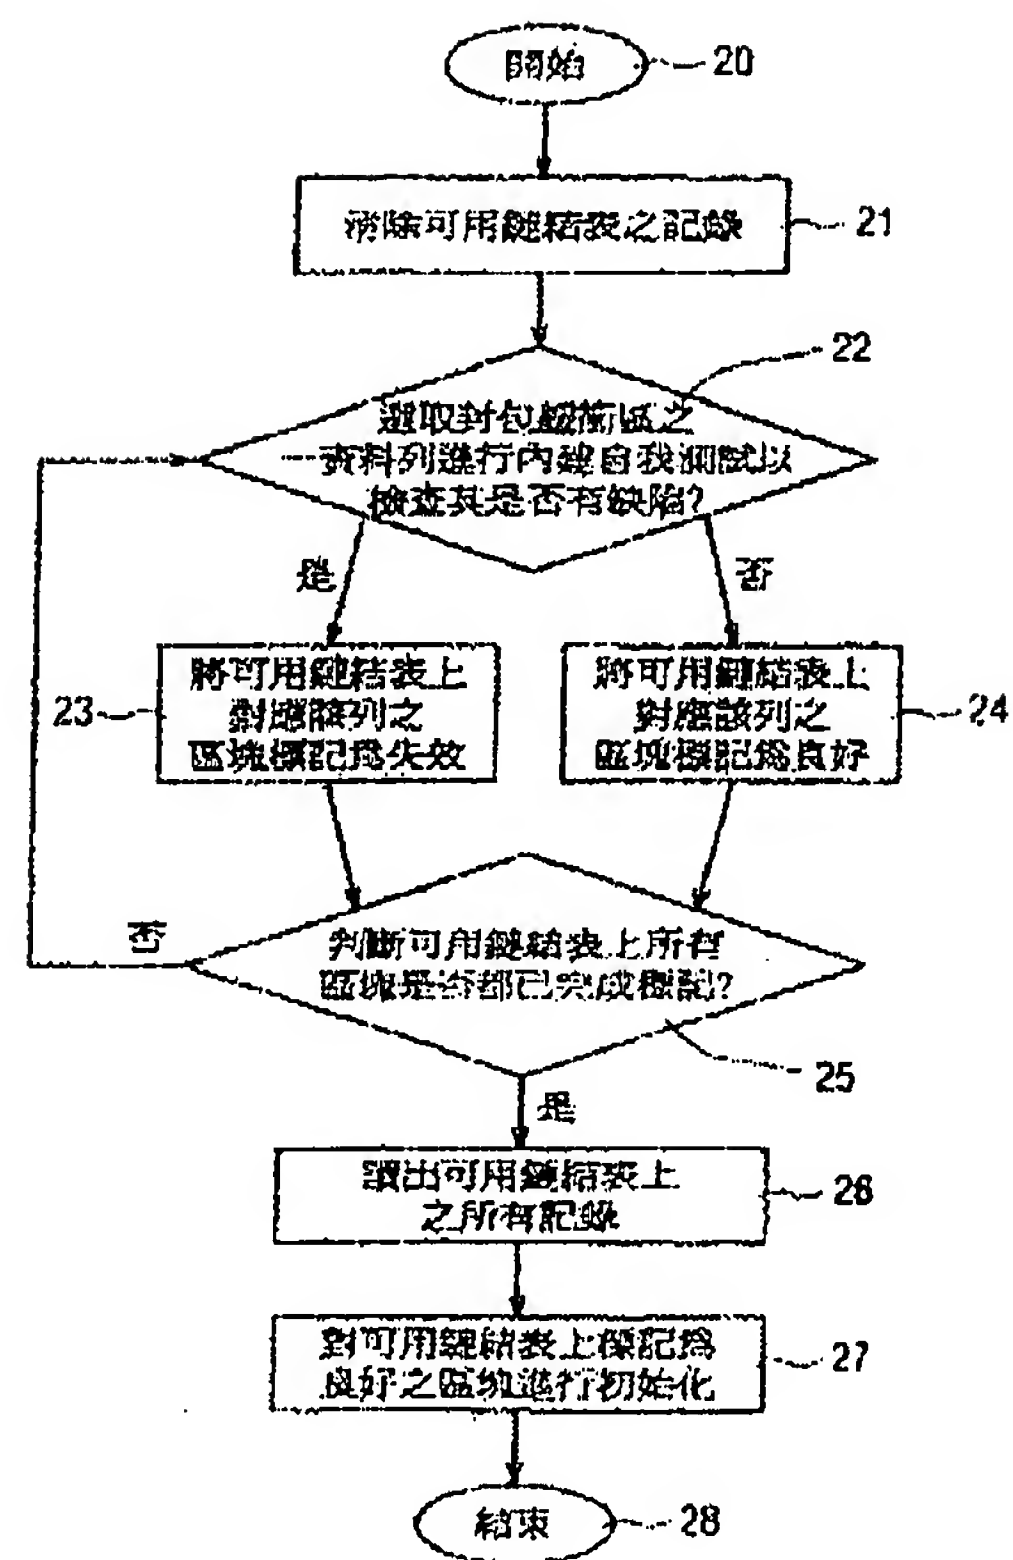 開始
20
清除可用鏈結表之記錄
21
22
選取封包緩衝區之
一資料列進行內建自我測試以
檢查其是否有缺陷?
是
否
將可用鏈結表上
對應該列之
區塊標記為失效
23
將可用鏈結表上
對應該列之
區塊標記為良好
24
否
判斷可用鏈結表上所有
區塊是否都已完成標記?
25
是
讀出可用鏈結表上
之所有記錄
26
對可用鏈結表上標記為
良好之區塊進行初始化
27
結束
28